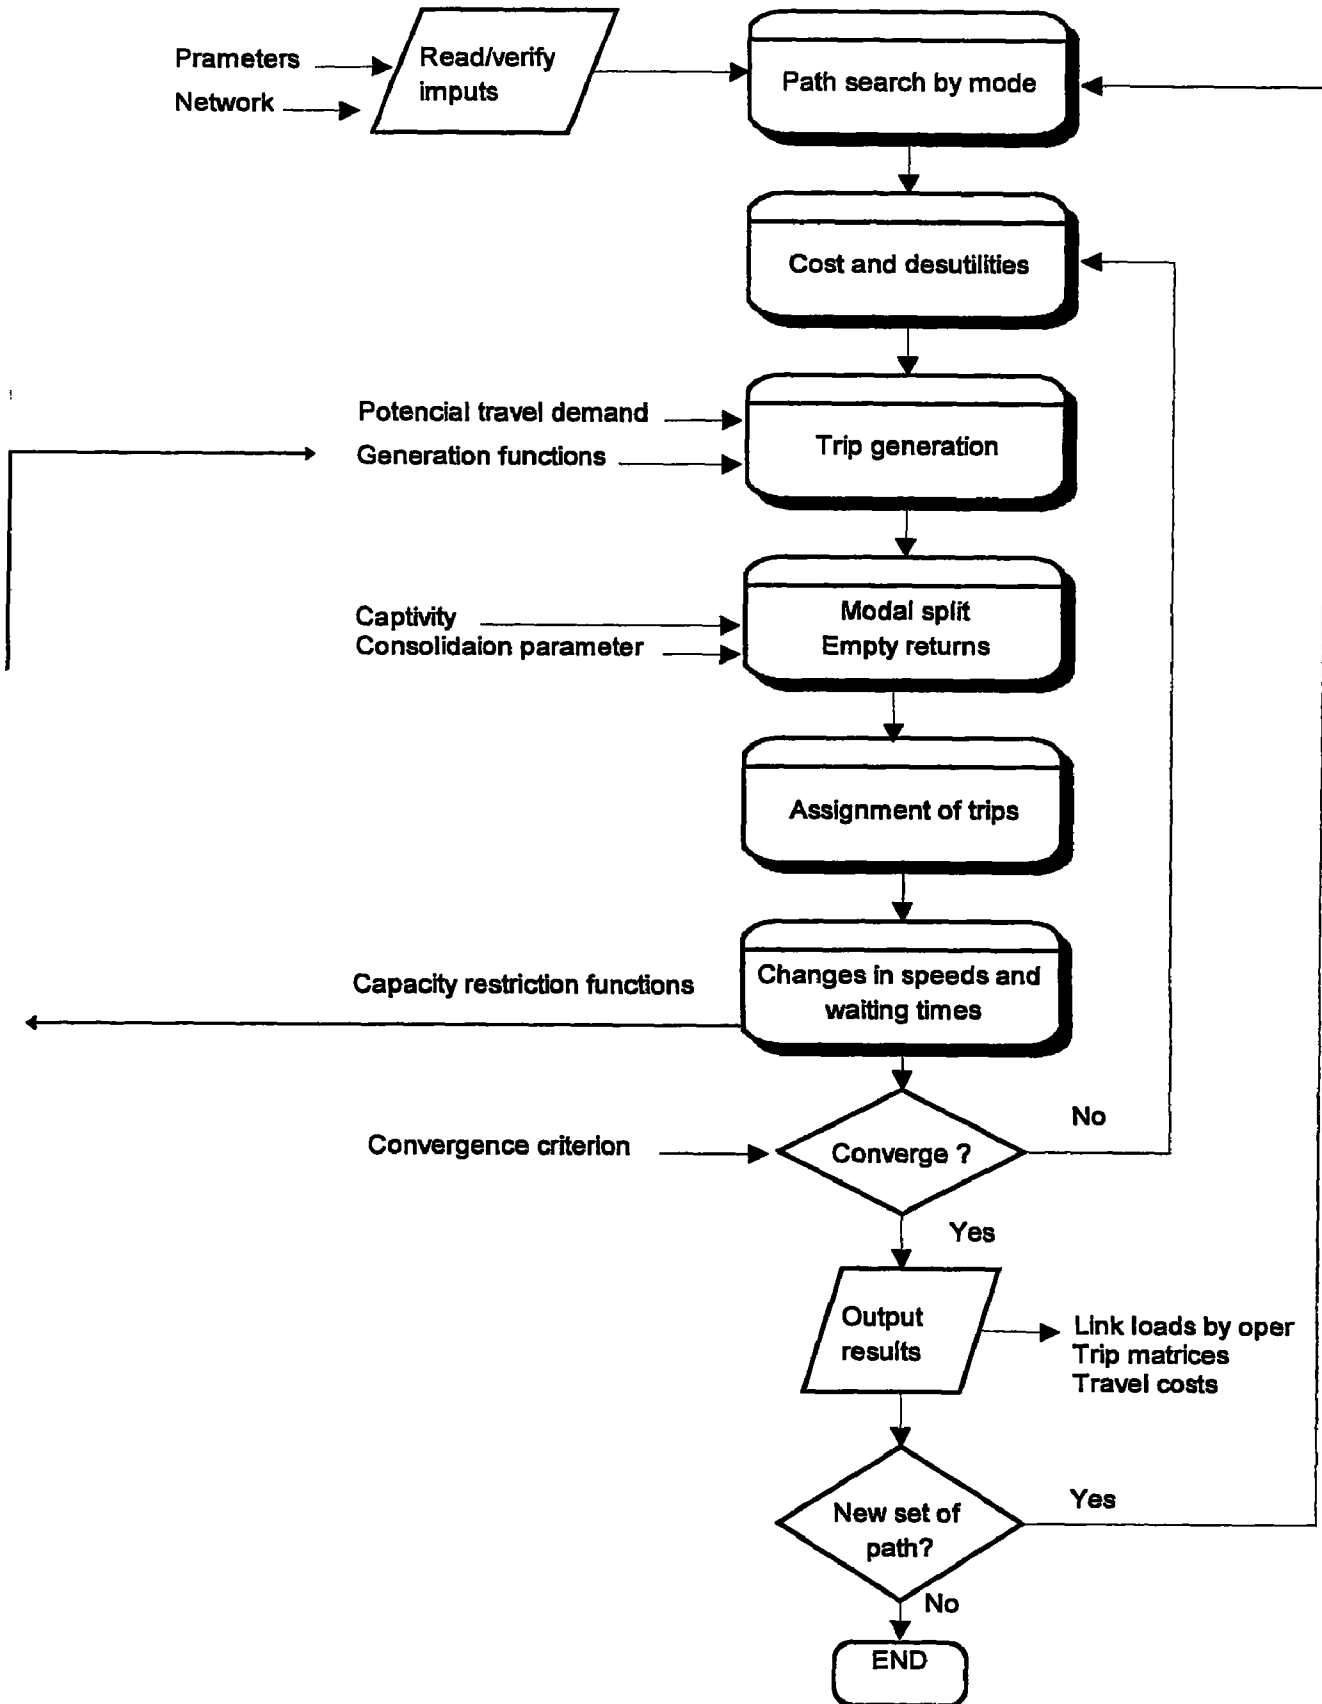 Prameters
Network
Read/verify
imputs
Path search by mode
Cost and desutilities
Potencial travel demand
Generation functions
Trip generation
Captivity
Consolidaion parameter
Modal split
Empty returns
Assignment of trips
Capacity restriction functions
Changes in speeds and
waiting times
Convergence criterion
Converge ?
No
Yes
Output
results
Link loads by oper
Trip matrices
Travel costs
New set of
path?
Yes
No
END